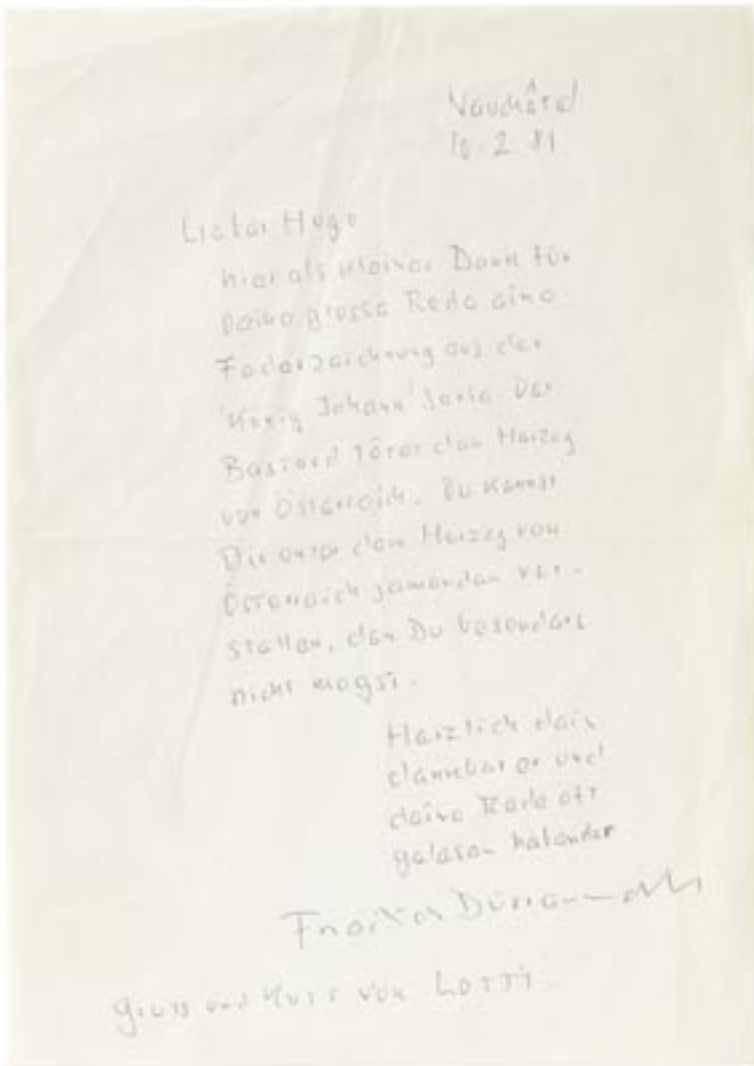 Neuchâtel
10. 2. 81
Lieber Hugo
hier als kleiner Dank für
Deine grosse Rede eine
Federzeichnung aus der
'König Johann' Serie Der
Bastard tötet den Herzog
von Österreich. Du kannst
Dir unter dem Herzog von
Österreich jemanden vor-
stellen, den Du besonders
nicht magst.
Herzlich dein
dankbarer und
deine Rede oft
gelesen habender
Friedrich Dürrenmatt
Gruss und Kuss von Lotti